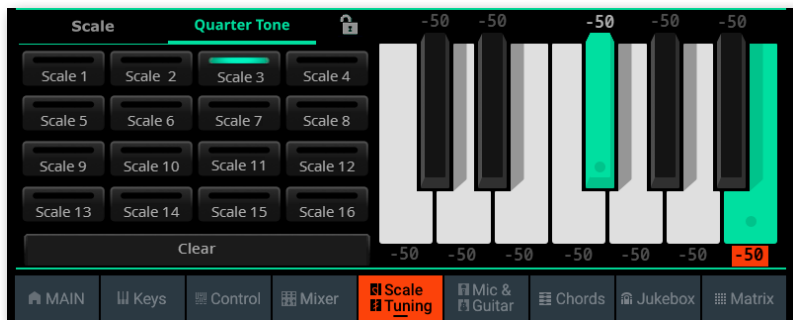 Scale Quarter Tone
-50 -50 -50 -50 -50
Scale 1 Scale 2 Scale 3 Scale 4
Scale 5 Scale 6 Scale 7 Scale 8
Scale 9 Scale 10 Scale 11 Scale 12
Scale 13 Scale 14 Scale 15 Scale 16
Clear
-50 -50 -50 -50 -50 -50 -50
MAIN Keys Control Mixer Scale Tuning Mic & Guitar Chords Jukebox Matrix